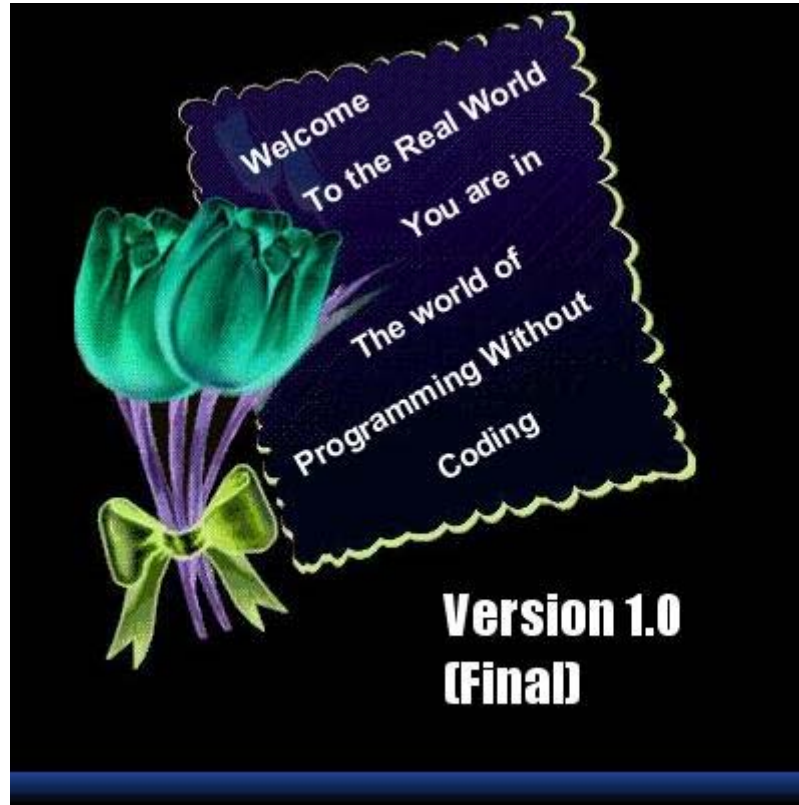 Welcome
To the Real World
You are in
The world of
Programming Without
Coding
Version 1.0
(Final)